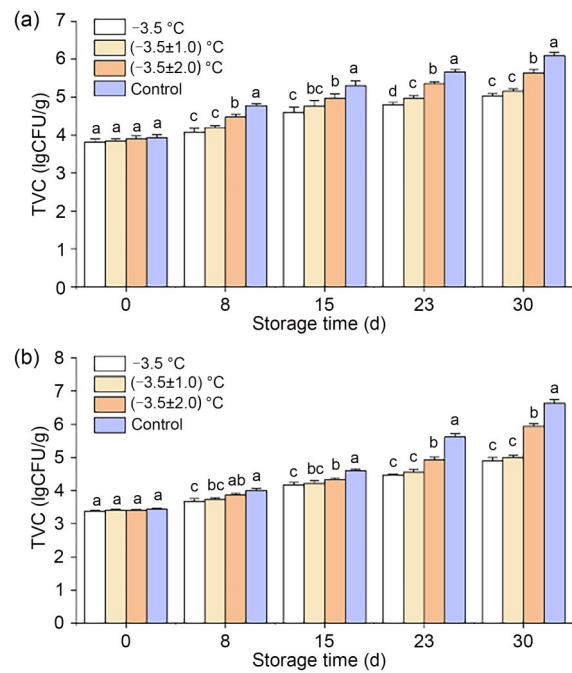 (a)
−3.5 °C
(−3.5±1.0) °C
(−3.5±2.0) °C
Control
TVC (lgCFU/g)
7
6
5
4
3
2
1
0
a a a a
c c b a
c bc b a
d c b a
c c b a
0 8 15 23 30
Storage time (d)
(b)
−3.5 °C
(−3.5±1.0) °C
(−3.5±2.0) °C
Control
TVC (lgCFU/g)
8
7
6
5
4
3
2
1
0
a a a a
c bc ab a
c bc b a
c c b a
c c b a
0 8 15 23 30
Storage time (d)